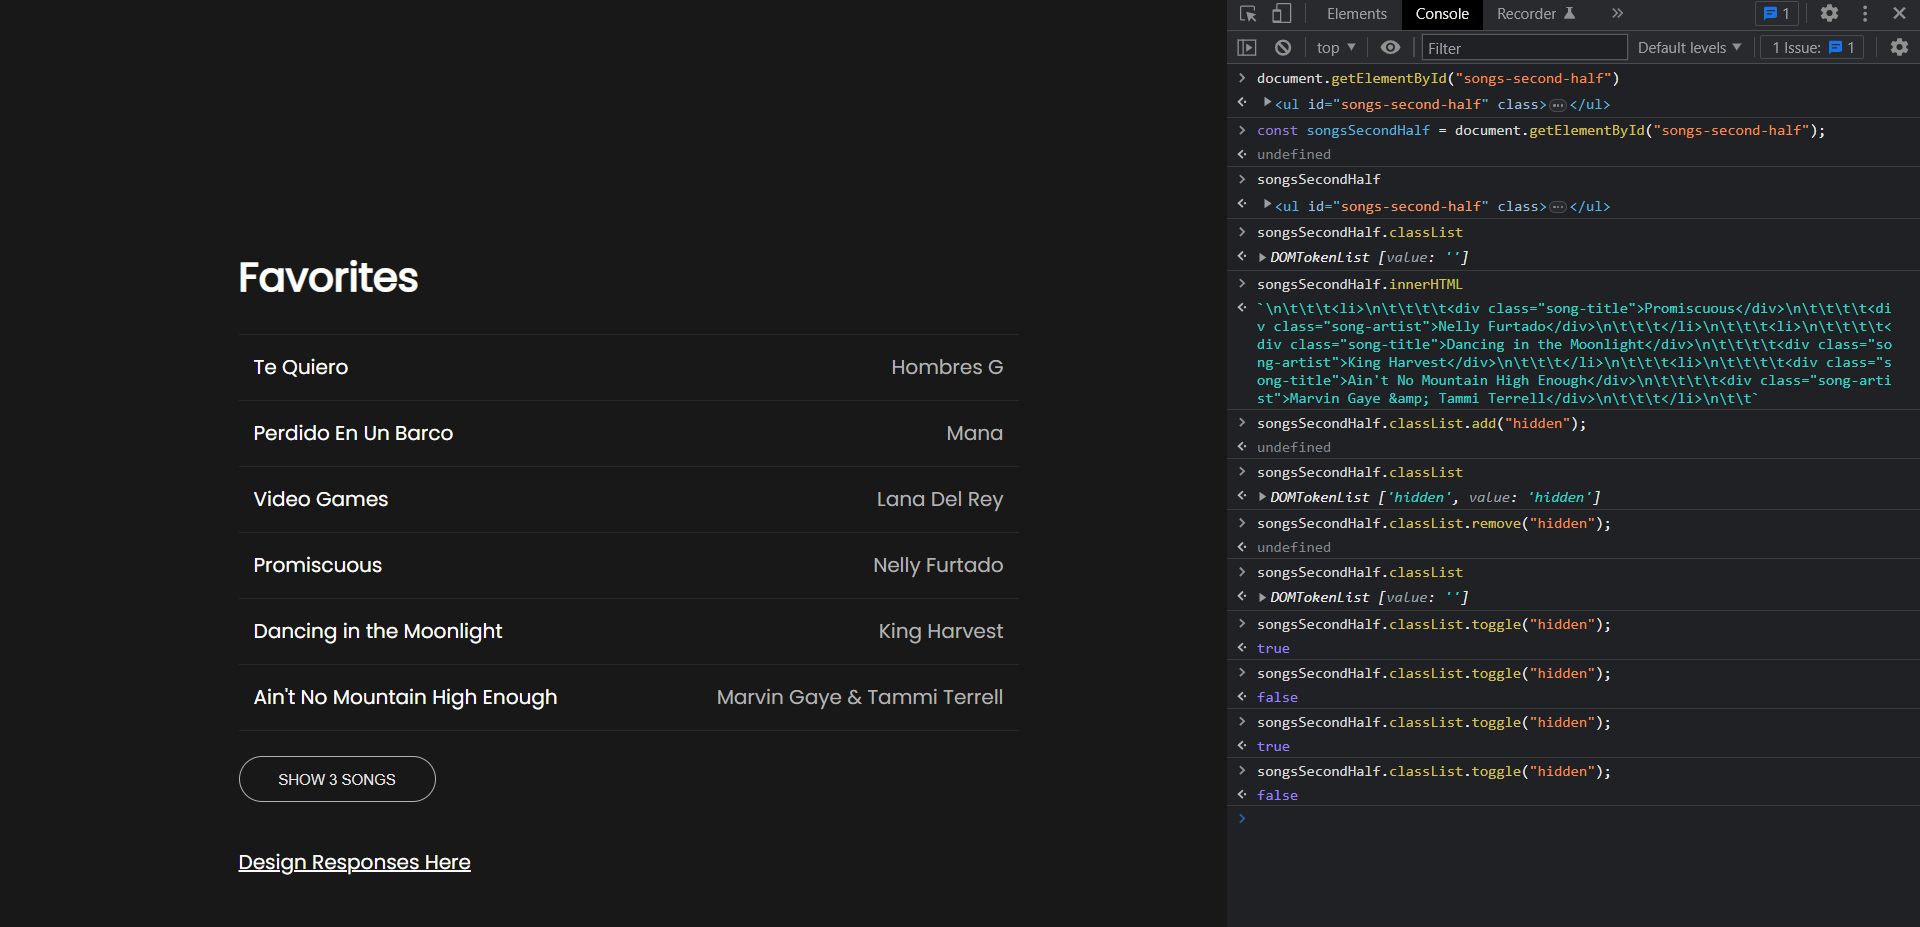 Favorites
Te Quiero Hombres G
Perdido En Un Barco Mana
Video Games Lana Del Rey
Promiscuous Nelly Furtado
Dancing in the Moonlight King Harvest
Ain't No Mountain High Enough Marvin Gaye & Tammi Terrell
SHOW 3 SONGS
Design Responses Here
Elements Console Recorder 1
top Filter Default levels 1 Issue: 1
document.getElementById("songs-second-half")
<ul id="songs-second-half" class>…</ul>
const songsSecondHalf = document.getElementById("songs-second-half");
undefined
songsSecondHalf
<ul id="songs-second-half" class>…</ul>
songsSecondHalf.classList
DOMTokenList [value: '']
songsSecondHalf.innerHTML
`\n\t\t\t<li>\n\t\t\t\t<div class="song-title">Promiscuous</div>\n\t\t\t\t<di
v class="song-artist">Nelly Furtado</div>\n\t\t\t</li>\n\t\t\t<li>\n\t\t\t\t<
div class="song-title">Dancing in the Moonlight</div>\n\t\t\t\t<div class="so
ng-artist">King Harvest</div>\n\t\t\t</li>\n\t\t\t<li>\n\t\t\t\t<div class="s
ong-title">Ain't No Mountain High Enough</div>\n\t\t\t\t<div class="song-arti
st">Marvin Gaye &amp; Tammi Terrell</div>\n\t\t\t</li>\n\t\t`
songsSecondHalf.classList.add("hidden");
undefined
songsSecondHalf.classList
DOMTokenList ['hidden', value: 'hidden']
songsSecondHalf.classList.remove("hidden");
undefined
songsSecondHalf.classList
DOMTokenList [value: '']
songsSecondHalf.classList.toggle("hidden");
true
songsSecondHalf.classList.toggle("hidden");
false
songsSecondHalf.classList.toggle("hidden");
true
songsSecondHalf.classList.toggle("hidden");
false